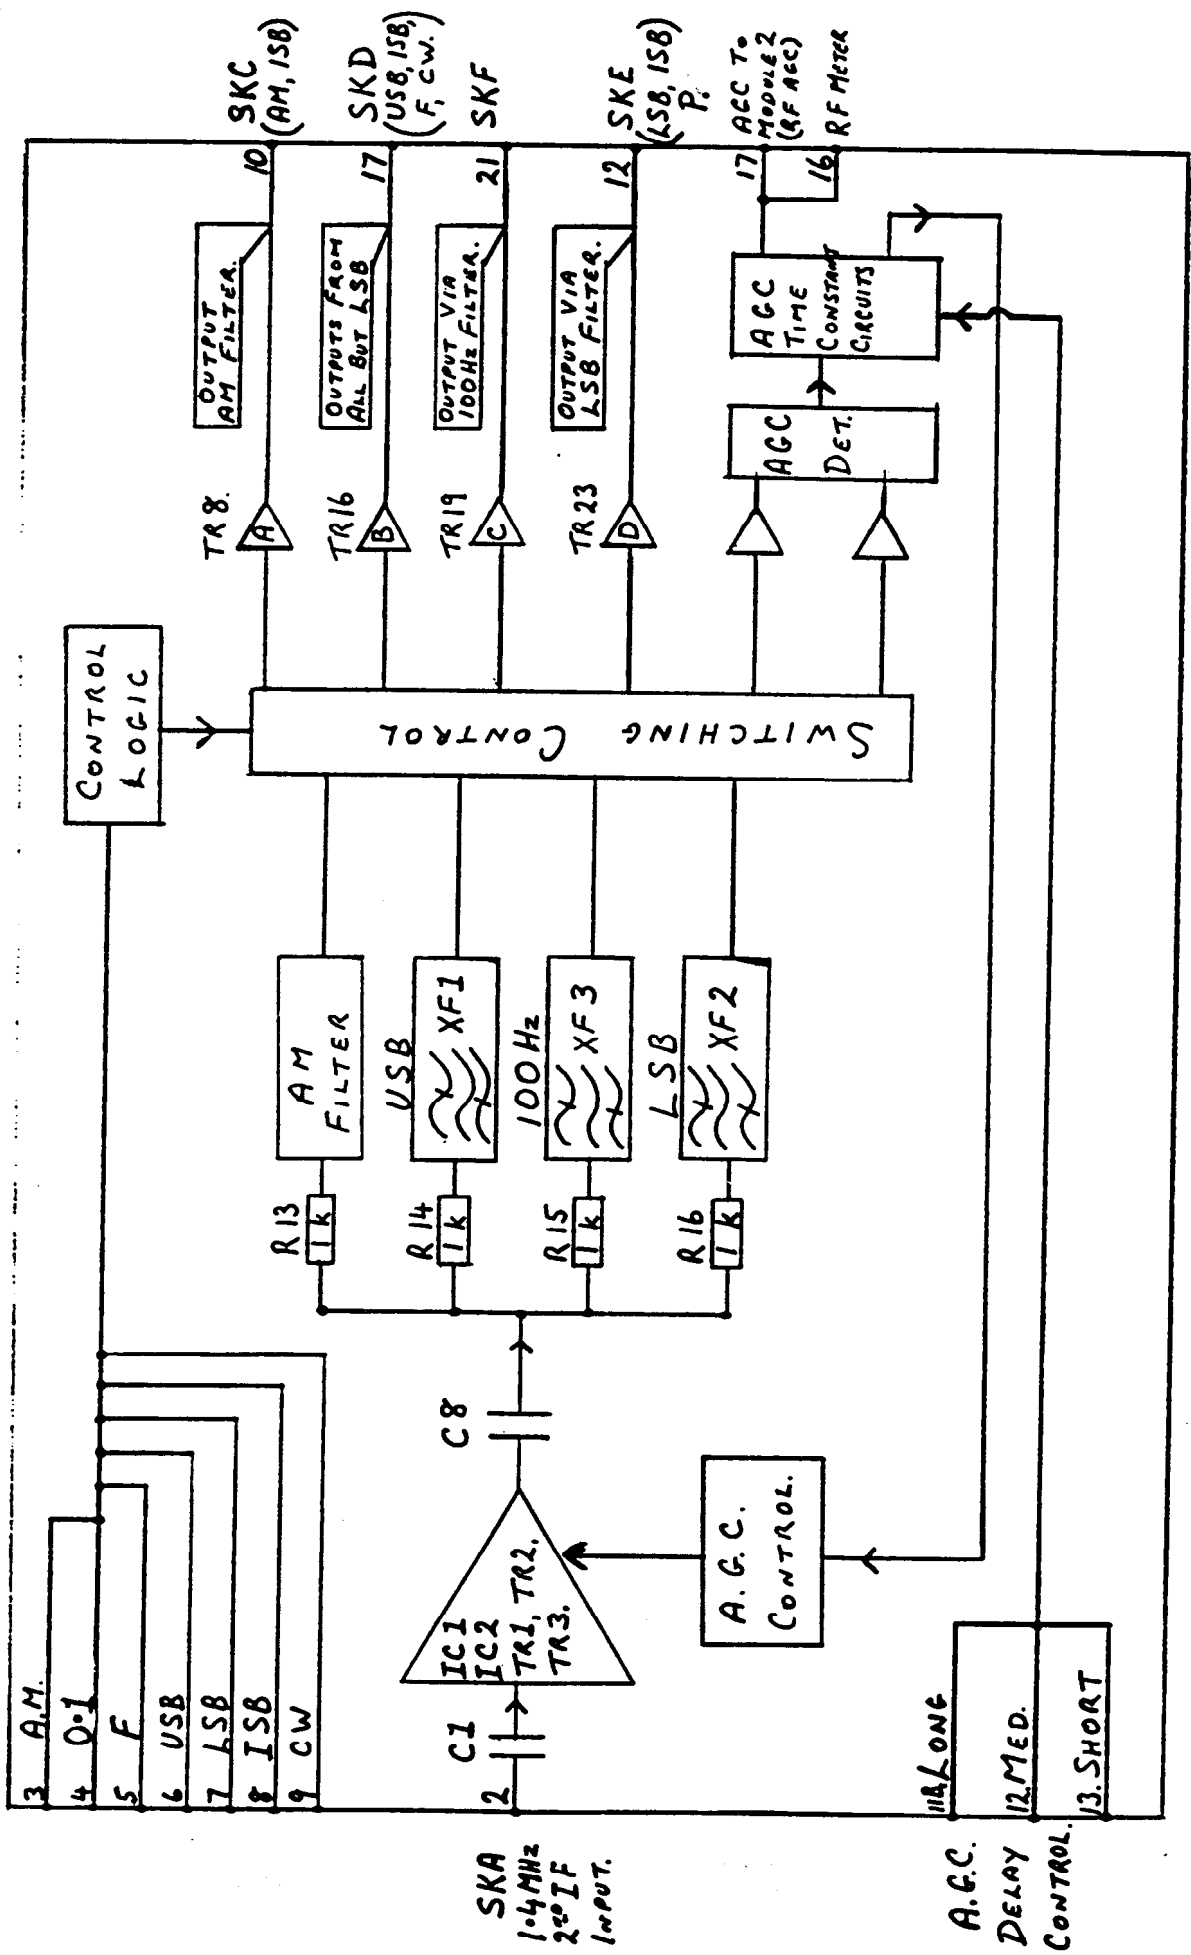 3 A.M.
4 0.1
5 F
6 USB
7 LSB
8 ISB
9 CW
CONTROL
LOGIC
SKA
1.4 MHz
2ND IF
INPUT.
2
C1
IC1
IC2
TR1, TR2,
TR3.
C8
R13
1k
AM
FILTER
R14
1k
USB
XF1
R15
1k
100Hz
XF3
R16
1k
LSB
XF2
SWITCHING CONTROL
TR8.
A
OUTPUT
AM FILTER.
10
SKC
(AM, ISB)
TR16
B
OUTPUTS FROM
ALL BUT LSB
17
SKD
(USB, ISB,
F, CW.
TR19
C
OUTPUT VIA
100Hz FILTER.
21
SKF
TR23
D
OUTPUT VIA
LSB FILTER.
12
SKE
(LSB, ISB)
P.
AGC
DET.
AGC
TIME
CONSTANT
CIRCUITS
17
AGC TO
MODULE 2
(RF AGC)
16
RF METER
A.G.C.
CONTROL.
A.G.C.
DELAY
CONTROL.
LONG
12. MED.
13. SHORT